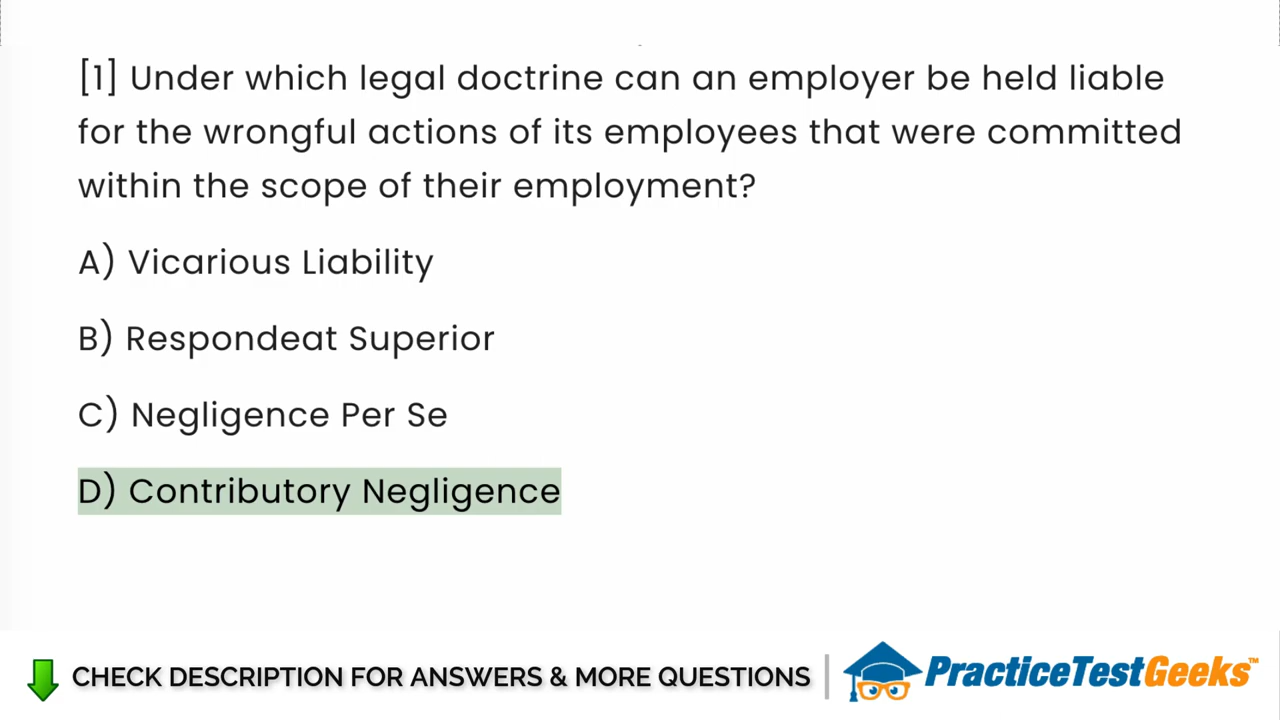 [1] Under which legal doctrine can an employer be held liable
for the wrongful actions of its employees that were committed
within the scope of their employment?
A) Vicarious Liability
B) Respondeat Superior
C) Negligence Per Se
D) Contributory Negligence
CHECK DESCRIPTION FOR ANSWERS & MORE QUESTIONS
PracticeTestGeeks™